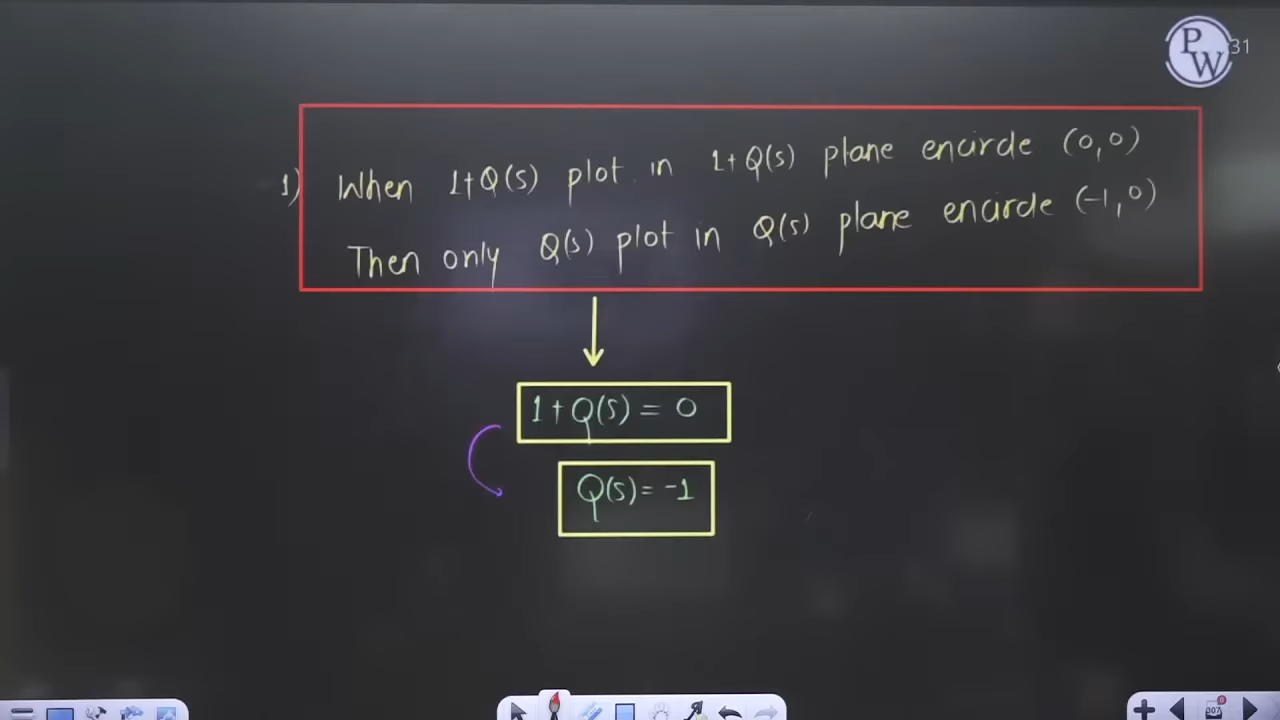 PW 31
1) When 1+Q(s) plot in 1+Q(s) plane encircle (0,0)
Then only Q(s) plot in Q(s) plane encircle (-1,0)
1+Q(s) = 0
Q(s) = -1
307